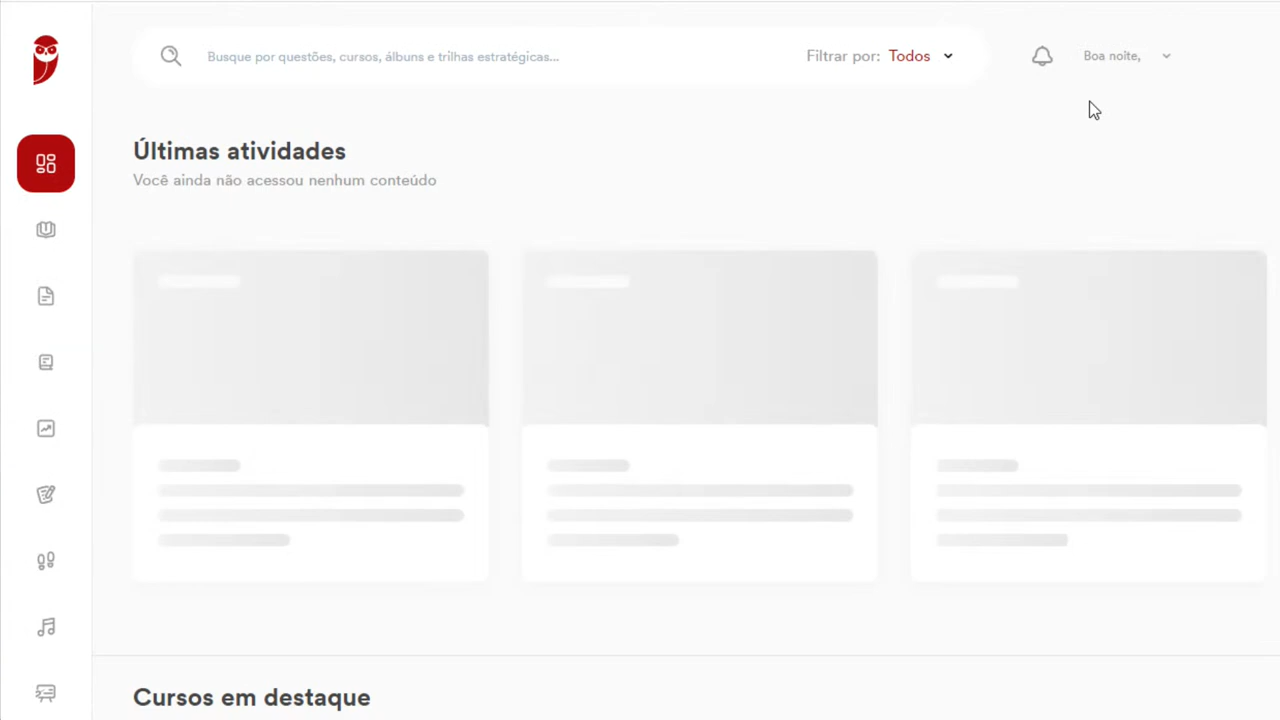 Busque por questões, cursos, álbuns e trilhas estratégicas...
Filtrar por: Todos
Boa noite,
Últimas atividades
Você ainda não acessou nenhum conteúdo
Cursos em destaque